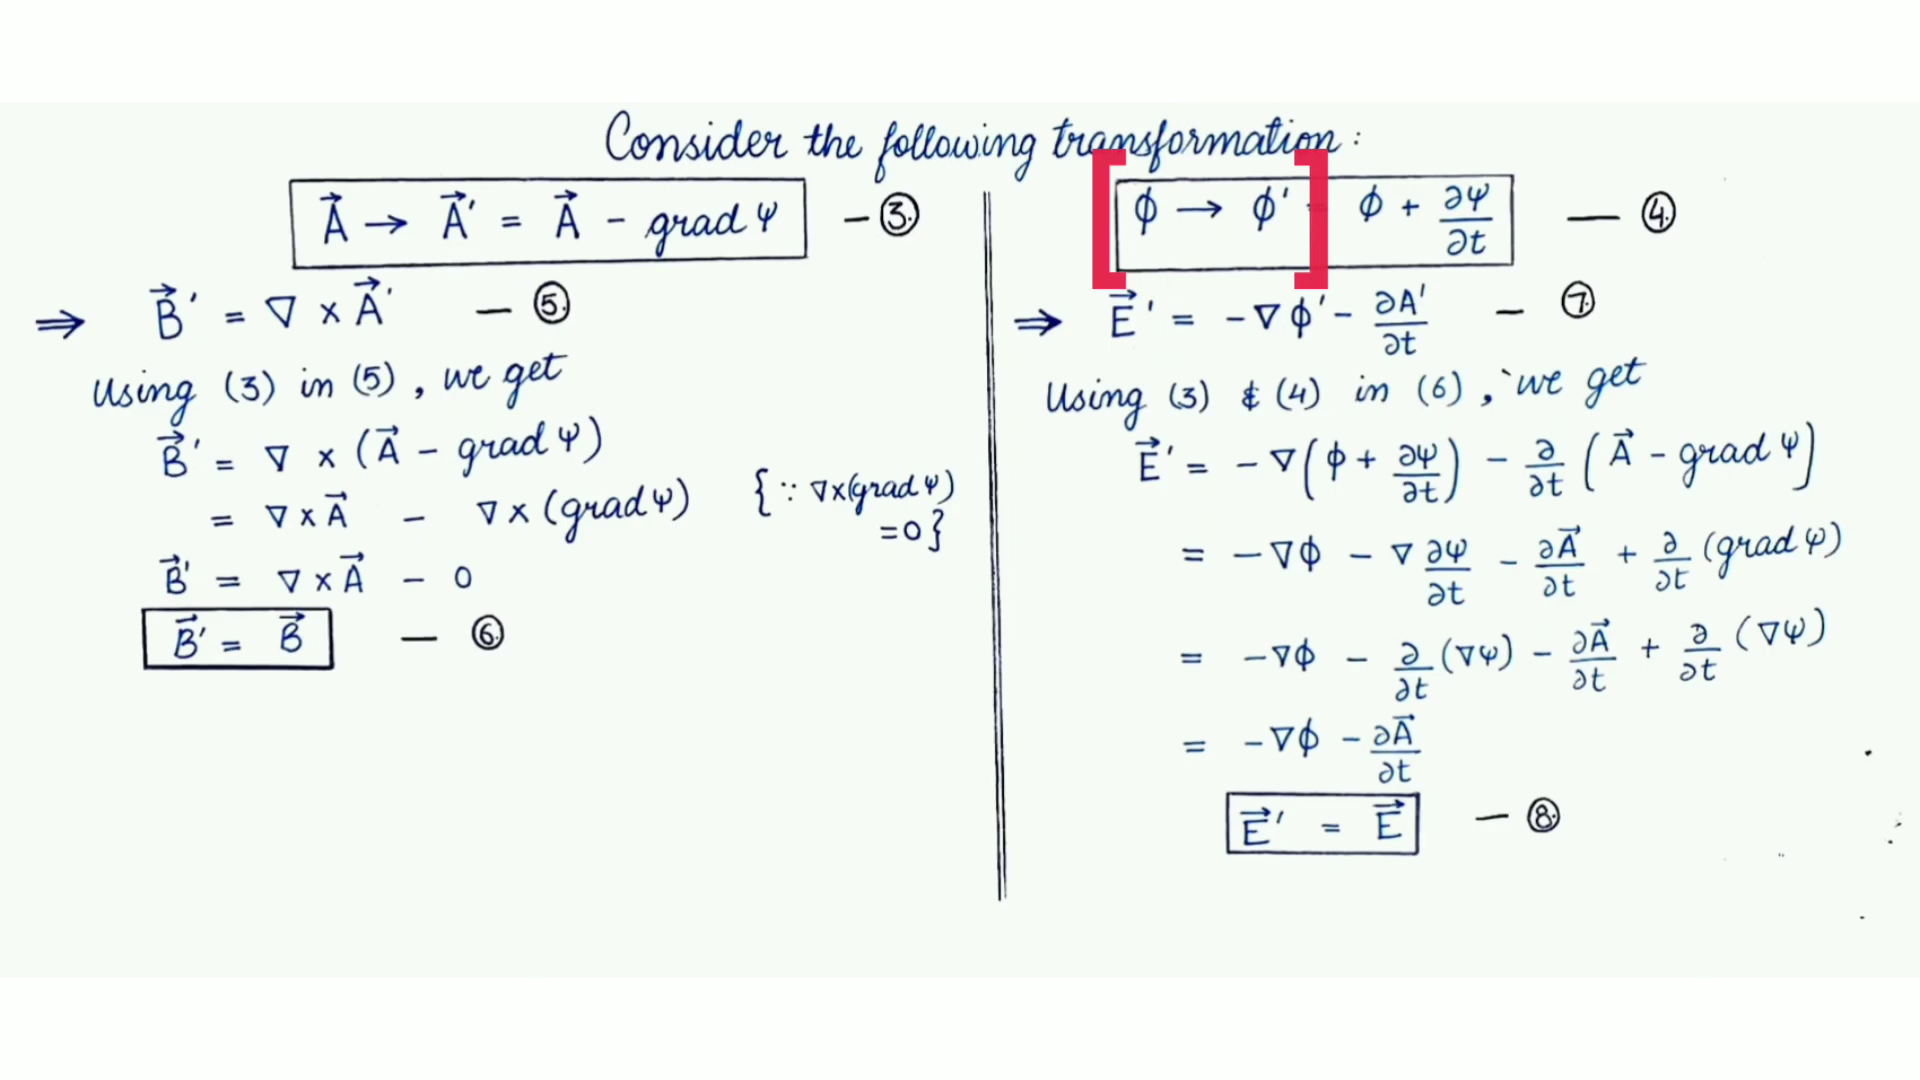 Consider the following transformation :
A⃗ → A⃗' = A⃗ - grad ψ — ③
⇒ B⃗' = ∇ × A⃗' — ⑤
Using (3) in (5), we get
B⃗' = ∇ × (A⃗ - grad ψ)
= ∇ × A⃗ - ∇ × (grad ψ) {∵ ∇×(grad ψ)
=0}
B⃗' = ∇ × A⃗ - 0
B⃗' = B⃗ — ⑥
ϕ → ϕ' = ϕ + ∂ψ/∂t — ④
⇒ E⃗' = -∇ϕ' - ∂A'/∂t — ⑦
Using (3) & (4) in (6), we get
E⃗' = -∇(ϕ + ∂ψ/∂t) - ∂/∂t (A⃗ - grad ψ)
= -∇ϕ - ∇ ∂ψ/∂t - ∂A⃗/∂t + ∂/∂t (grad ψ)
= -∇ϕ - ∂/∂t (∇ψ) - ∂A⃗/∂t + ∂/∂t (∇ψ)
= -∇ϕ - ∂A⃗/∂t
E⃗' = E⃗ — ⑧